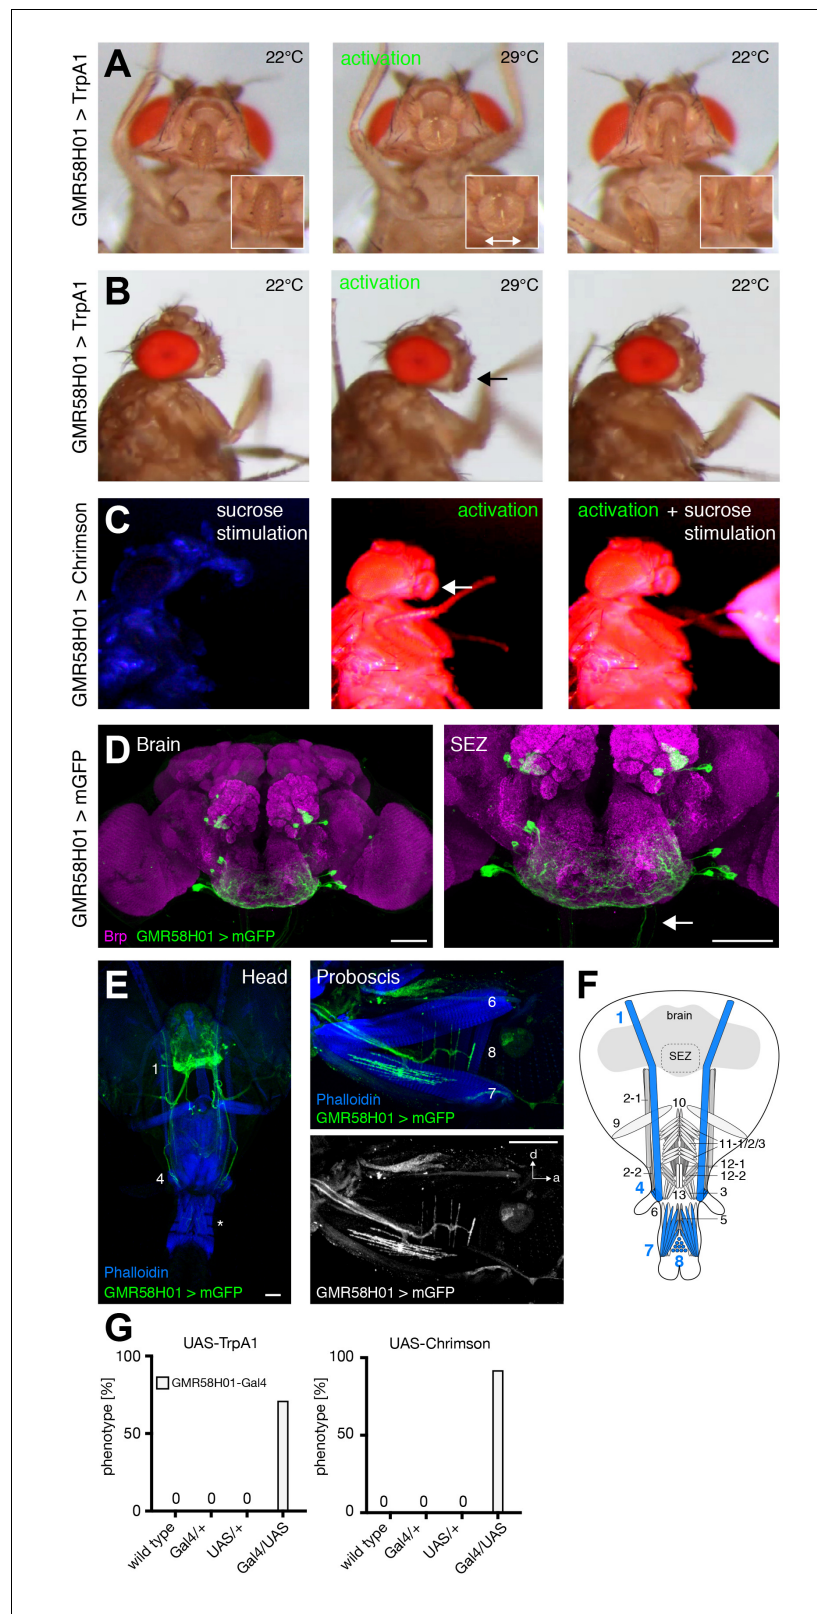 GMR58H01 > TrpA1
A
22°C
activation
29°C
22°C
GMR58H01 > TrpA1
B
22°C
activation
29°C
22°C
GMR58H01 > Chrimson
C
sucrose
stimulation
activation
activation + sucrose
stimulation
GMR58H01 > mGFP
D
Brain
Brp GMR58H01 > mGFP
SEZ
E
Head
1
4
*
Phalloidin
GMR58H01 > mGFP
Proboscis
6
8
7
Phalloidin
GMR58H01 > mGFP
d
a
GMR58H01 > mGFP
F
1
brain
SEZ
2-1
10
9
11-1/2/3
2-2
12-1
12-2
4
13
3
6
5
7
8
G
UAS-TrpA1
phenotype [%]
100
50
0
GMR58H01-Gal4
0
0
0
wild type
Gal4/+
UAS/+
Gal4/UAS
UAS-Chrimson
phenotype [%]
100
50
0
0
0
0
wild type
Gal4/+
UAS/+
Gal4/UAS